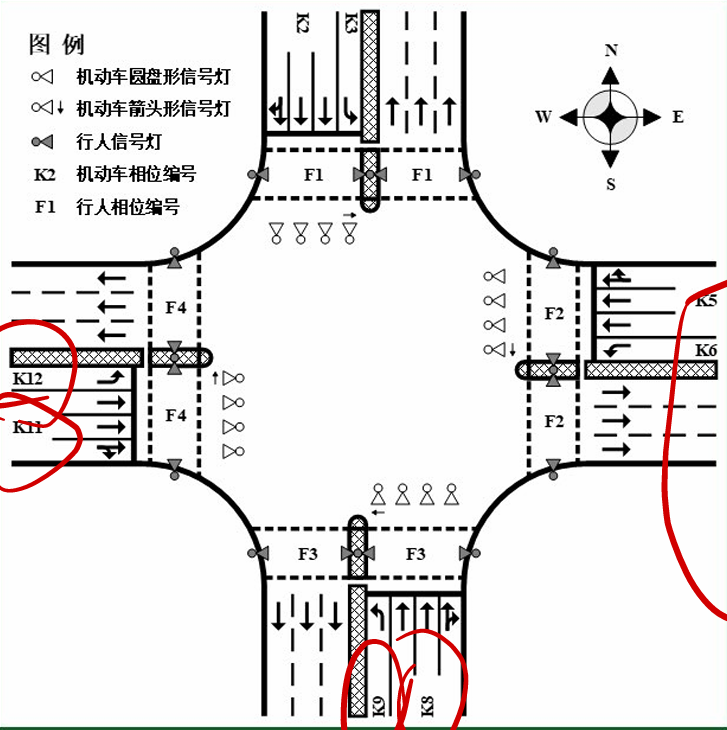 图 例
机动车圆盘形信号灯
机动车箭头形信号灯
行人信号灯
K2 机动车相位编号
F1 行人相位编号
K2
K3
N
W
E
S
F1
F1
F4
F2
K5
K6
K12
K11
F4
F2
F3
F3
K9
K8